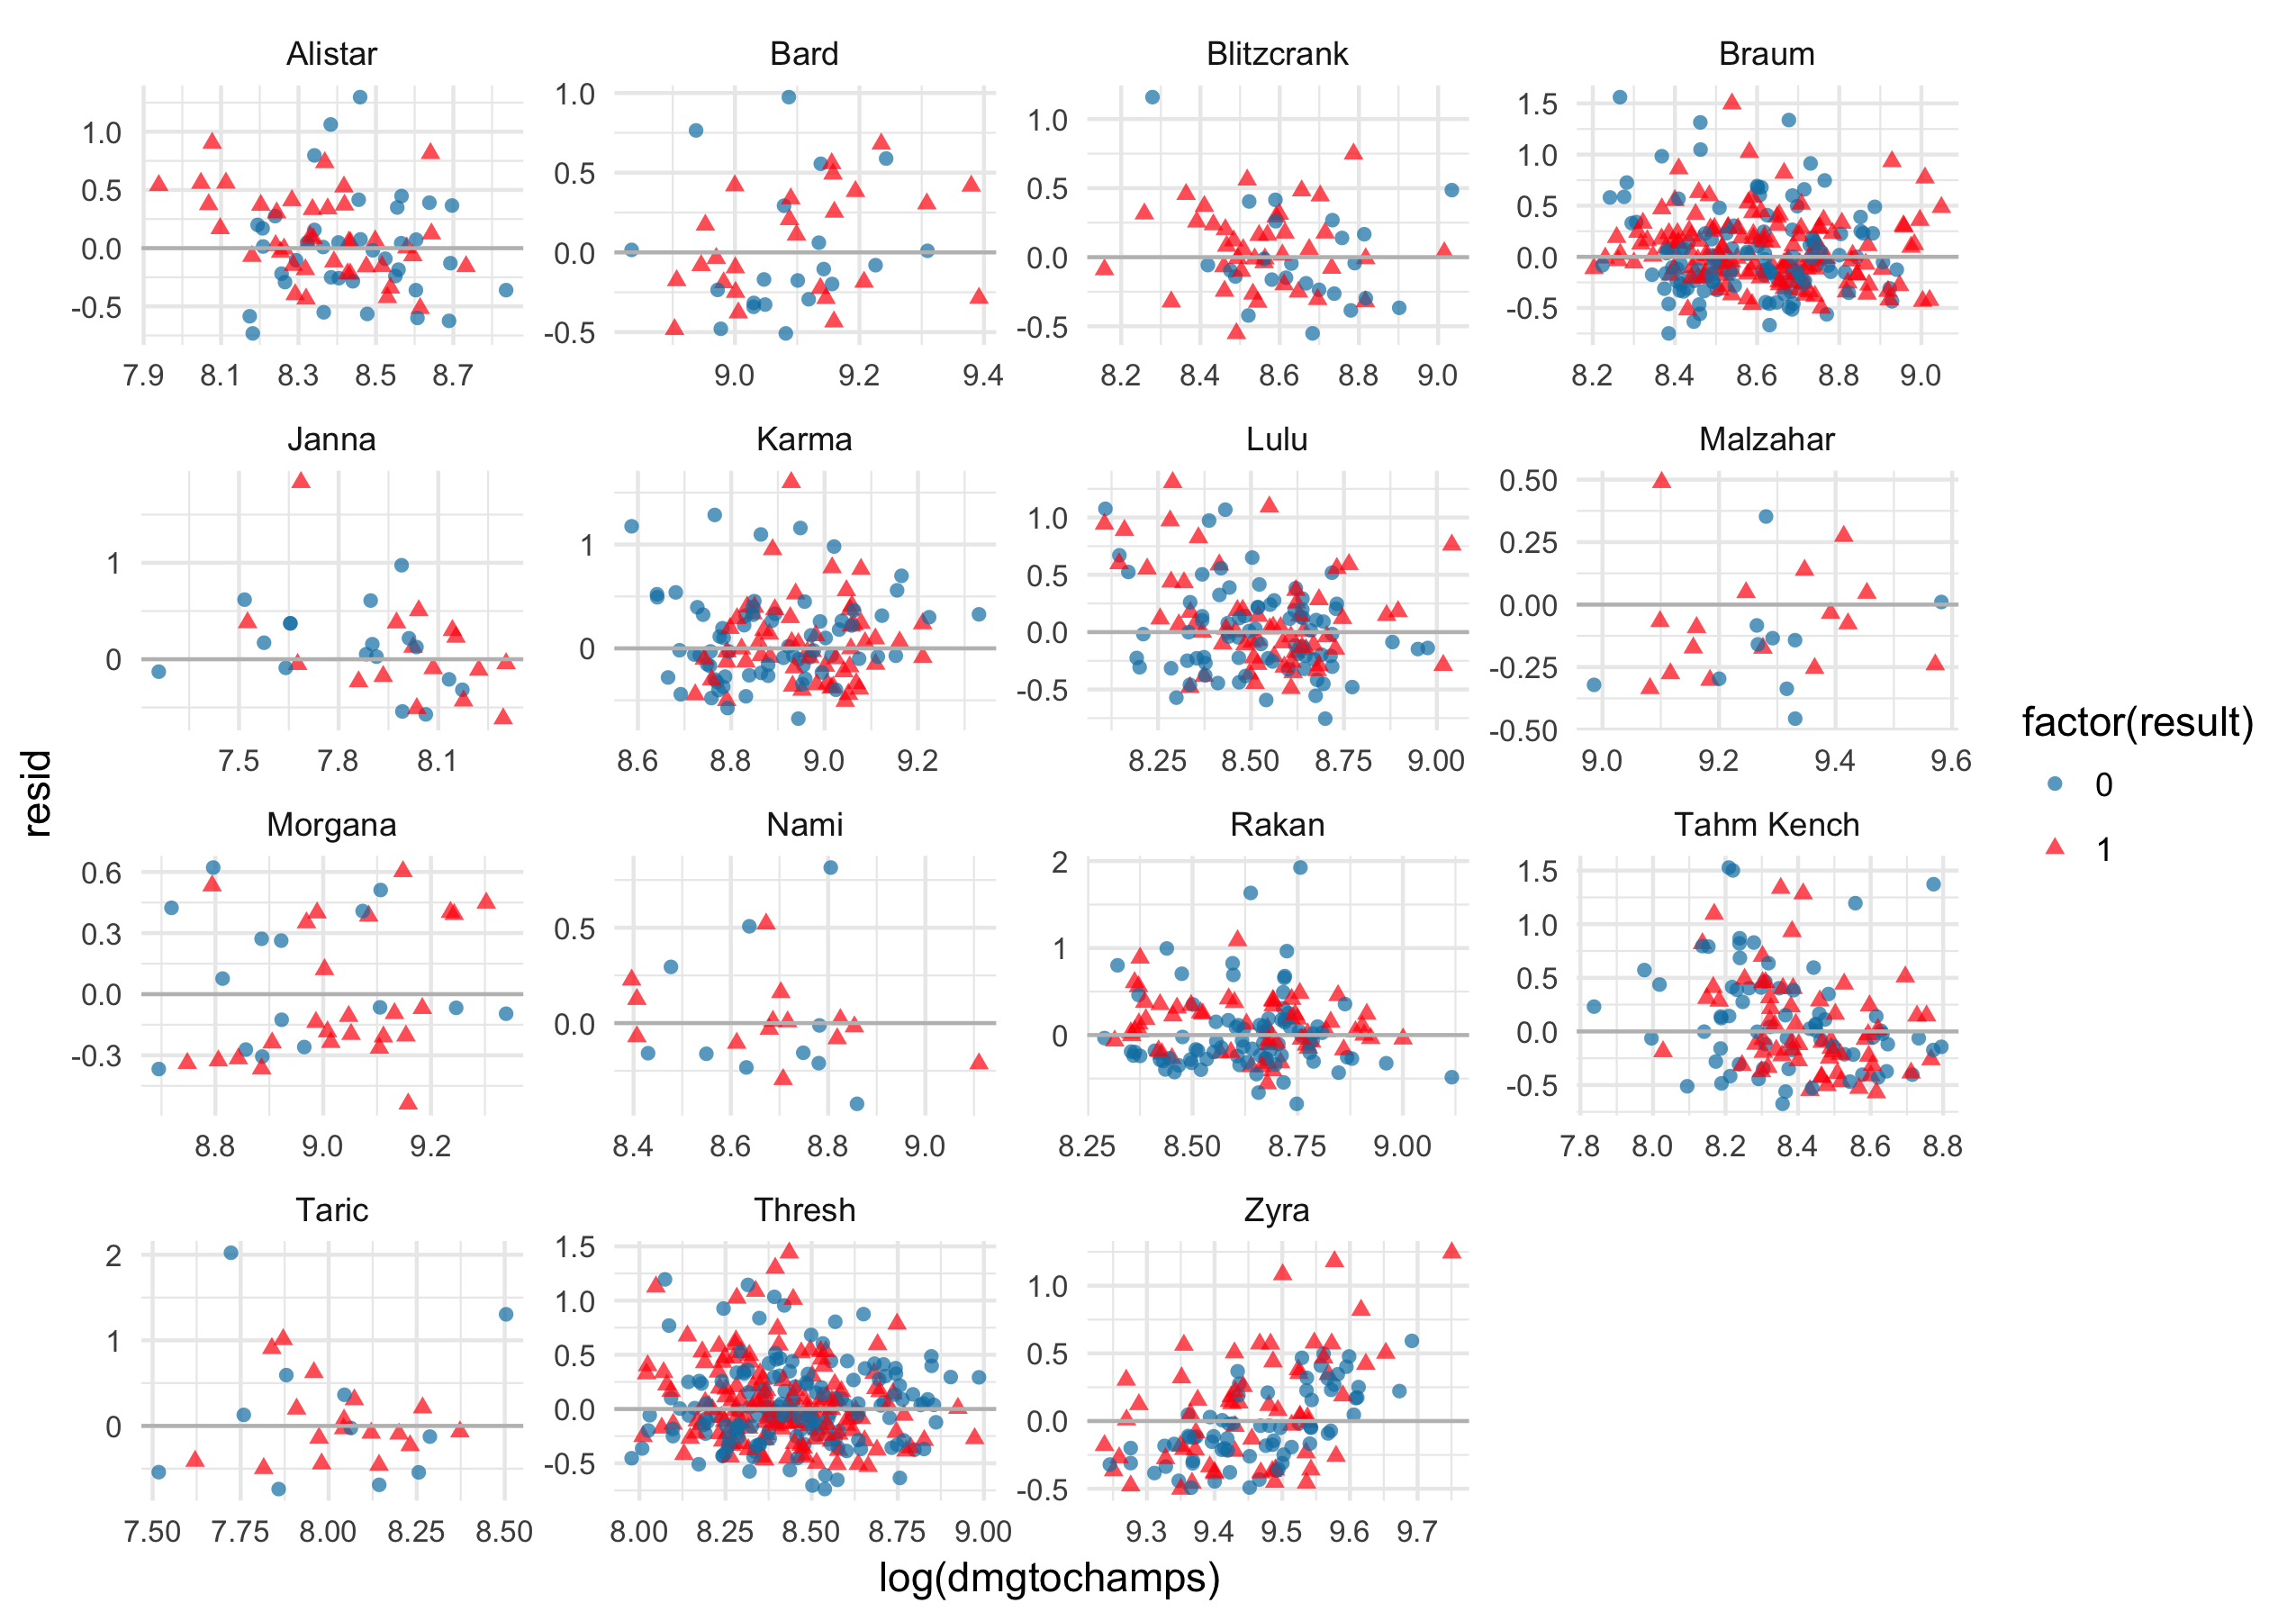 Alistar Bard Blitzcrank Braum
1.0 0.5 0.0 -0.5
1.0 0.5 0.0 -0.5
1.0 0.5 0.0 -0.5
1.5 1.0 0.5 0.0 -0.5
7.9 8.1 8.3 8.5 8.7
9.0 9.2 9.4
8.2 8.4 8.6 8.8 9.0
8.2 8.4 8.6 8.8 9.0
Janna Karma Lulu Malzahar
1 0
1 0
1.0 0.5 0.0 -0.5
0.50 0.25 0.00 -0.25 -0.50
7.5 7.8 8.1
8.6 8.8 9.0 9.2
8.25 8.50 8.75 9.00
9.0 9.2 9.4 9.6
Morgana Nami Rakan Tahm Kench
0.6 0.3 0.0 -0.3
0.5 0.0
2 1 0
1.5 1.0 0.5 0.0 -0.5
8.8 9.0 9.2
8.4 8.6 8.8 9.0
8.25 8.50 8.75 9.00
7.8 8.0 8.2 8.4 8.6 8.8
Taric Thresh Zyra
2 1 0
1.5 1.0 0.5 0.0 -0.5
1.0 0.5 0.0 -0.5
7.50 7.75 8.00 8.25 8.50
8.00 8.25 8.50 8.75 9.00
9.3 9.4 9.5 9.6 9.7
resid
log(dmgtochamps)
factor(result)
0
1